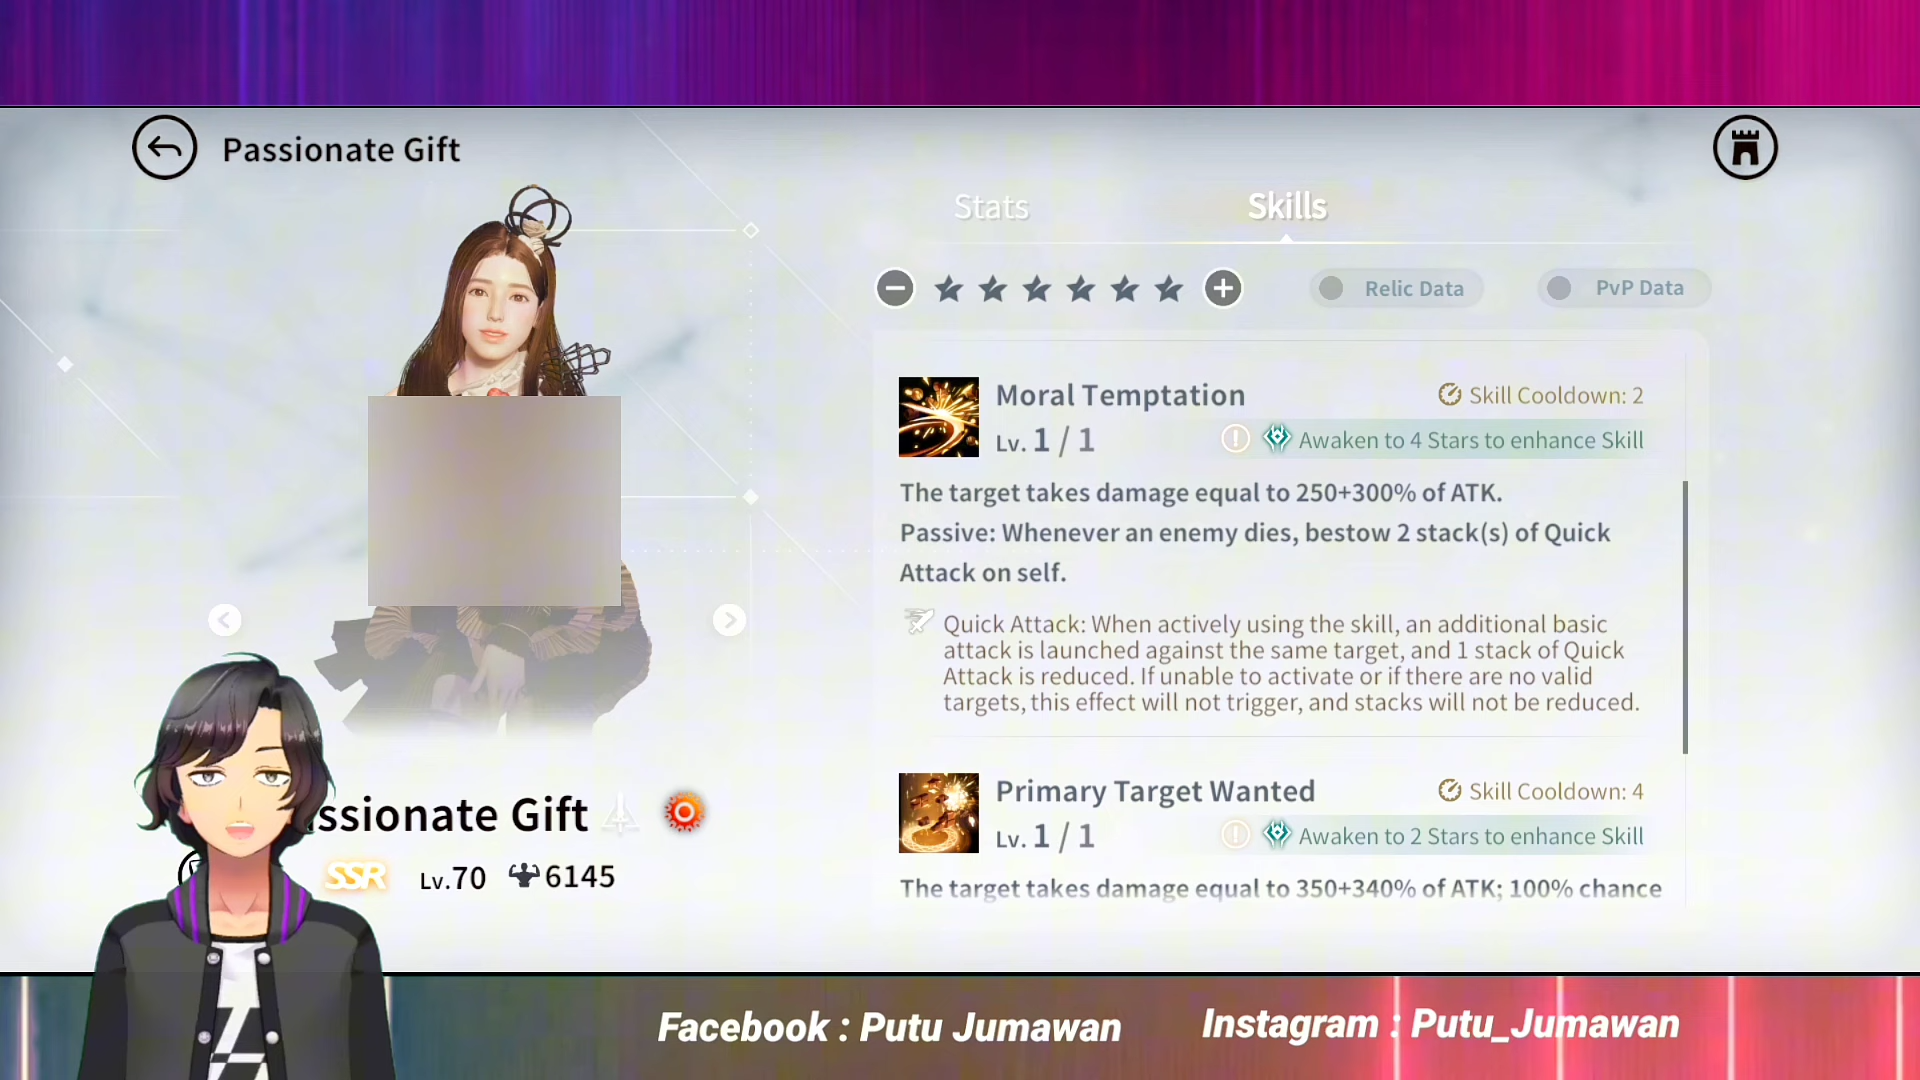 Passionate Gift
Stats
Skills
Relic Data
PvP Data
Moral Temptation
Skill Cooldown: 2
Lv. 1 / 1
Awaken to 4 Stars to enhance Skill
The target takes damage equal to 250+300% of ATK.
Passive: Whenever an enemy dies, bestow 2 stack(s) of Quick
Attack on self.
Quick Attack: When actively using the skill, an additional basic
attack is launched against the same target, and 1 stack of Quick
Attack is reduced. If unable to activate or if there are no valid
targets, this effect will not trigger, and stacks will not be reduced.
Primary Target Wanted
Skill Cooldown: 4
Lv. 1 / 1
Awaken to 2 Stars to enhance Skill
The target takes damage equal to 350+340% of ATK; 100% chance
ssionate Gift
SSR
Lv.70
6145
Facebook : Putu Jumawan
Instagram : Putu_Jumawan